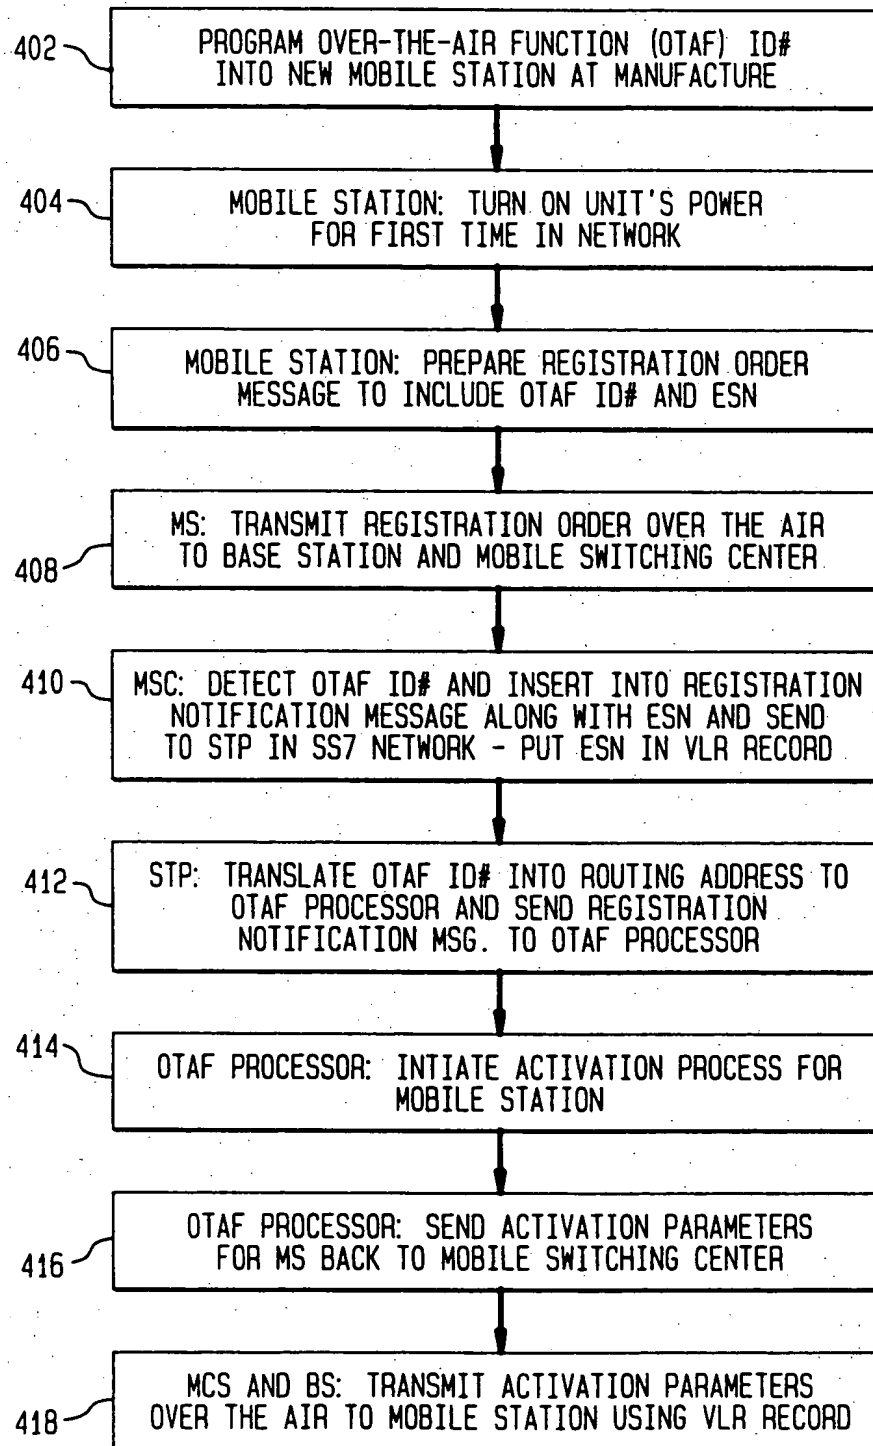 402
PROGRAM OVER-THE-AIR FUNCTION (OTAF) ID#
INTO NEW MOBILE STATION AT MANUFACTURE
404
MOBILE STATION: TURN ON UNIT'S POWER
FOR FIRST TIME IN NETWORK
406
MOBILE STATION: PREPARE REGISTRATION ORDER
MESSAGE TO INCLUDE OTAF ID# AND ESN
408
MS: TRANSMIT REGISTRATION ORDER OVER THE AIR
TO BASE STATION AND MOBILE SWITCHING CENTER
410
MSC: DETECT OTAF ID# AND INSERT INTO REGISTRATION
NOTIFICATION MESSAGE ALONG WITH ESN AND SEND
TO STP IN SS7 NETWORK - PUT ESN IN VLR RECORD
412
STP: TRANSLATE OTAF ID# INTO ROUTING ADDRESS TO
OTAF PROCESSOR AND SEND REGISTRATION
NOTIFICATION MSG. TO OTAF PROCESSOR
414
OTAF PROCESSOR: INTIATE ACTIVATION PROCESS FOR
MOBILE STATION
416
OTAF PROCESSOR: SEND ACTIVATION PARAMETERS
FOR MS BACK TO MOBILE SWITCHING CENTER
418
MCS AND BS: TRANSMIT ACTIVATION PARAMETERS
OVER THE AIR TO MOBILE STATION USING VLR RECORD